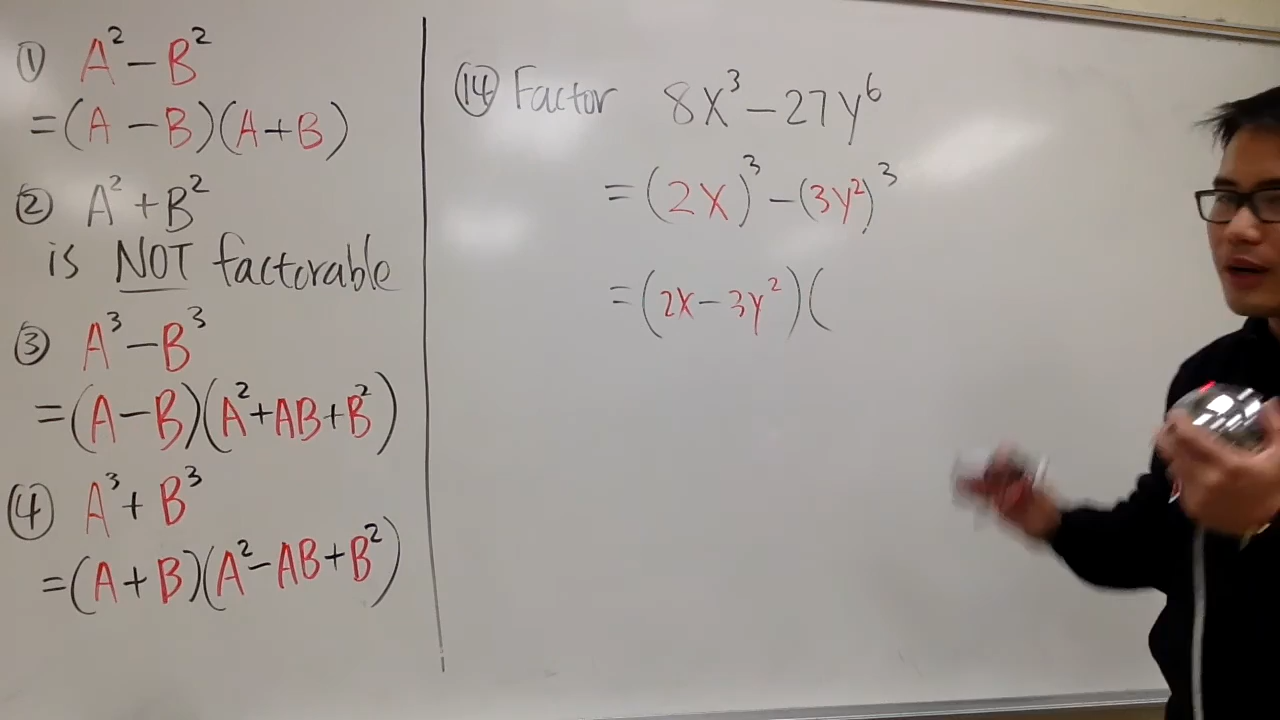 ① A² − B²
= (A − B)(A + B)
② A² + B²
is NOT factorable
③ A³ − B³
= (A − B)(A² + AB + B²)
④ A³ + B³
= (A + B)(A² − AB + B²)
⑭ Factor 8x³ − 27y⁶
= (2x)³ − (3y²)³
= (2x − 3y²)(